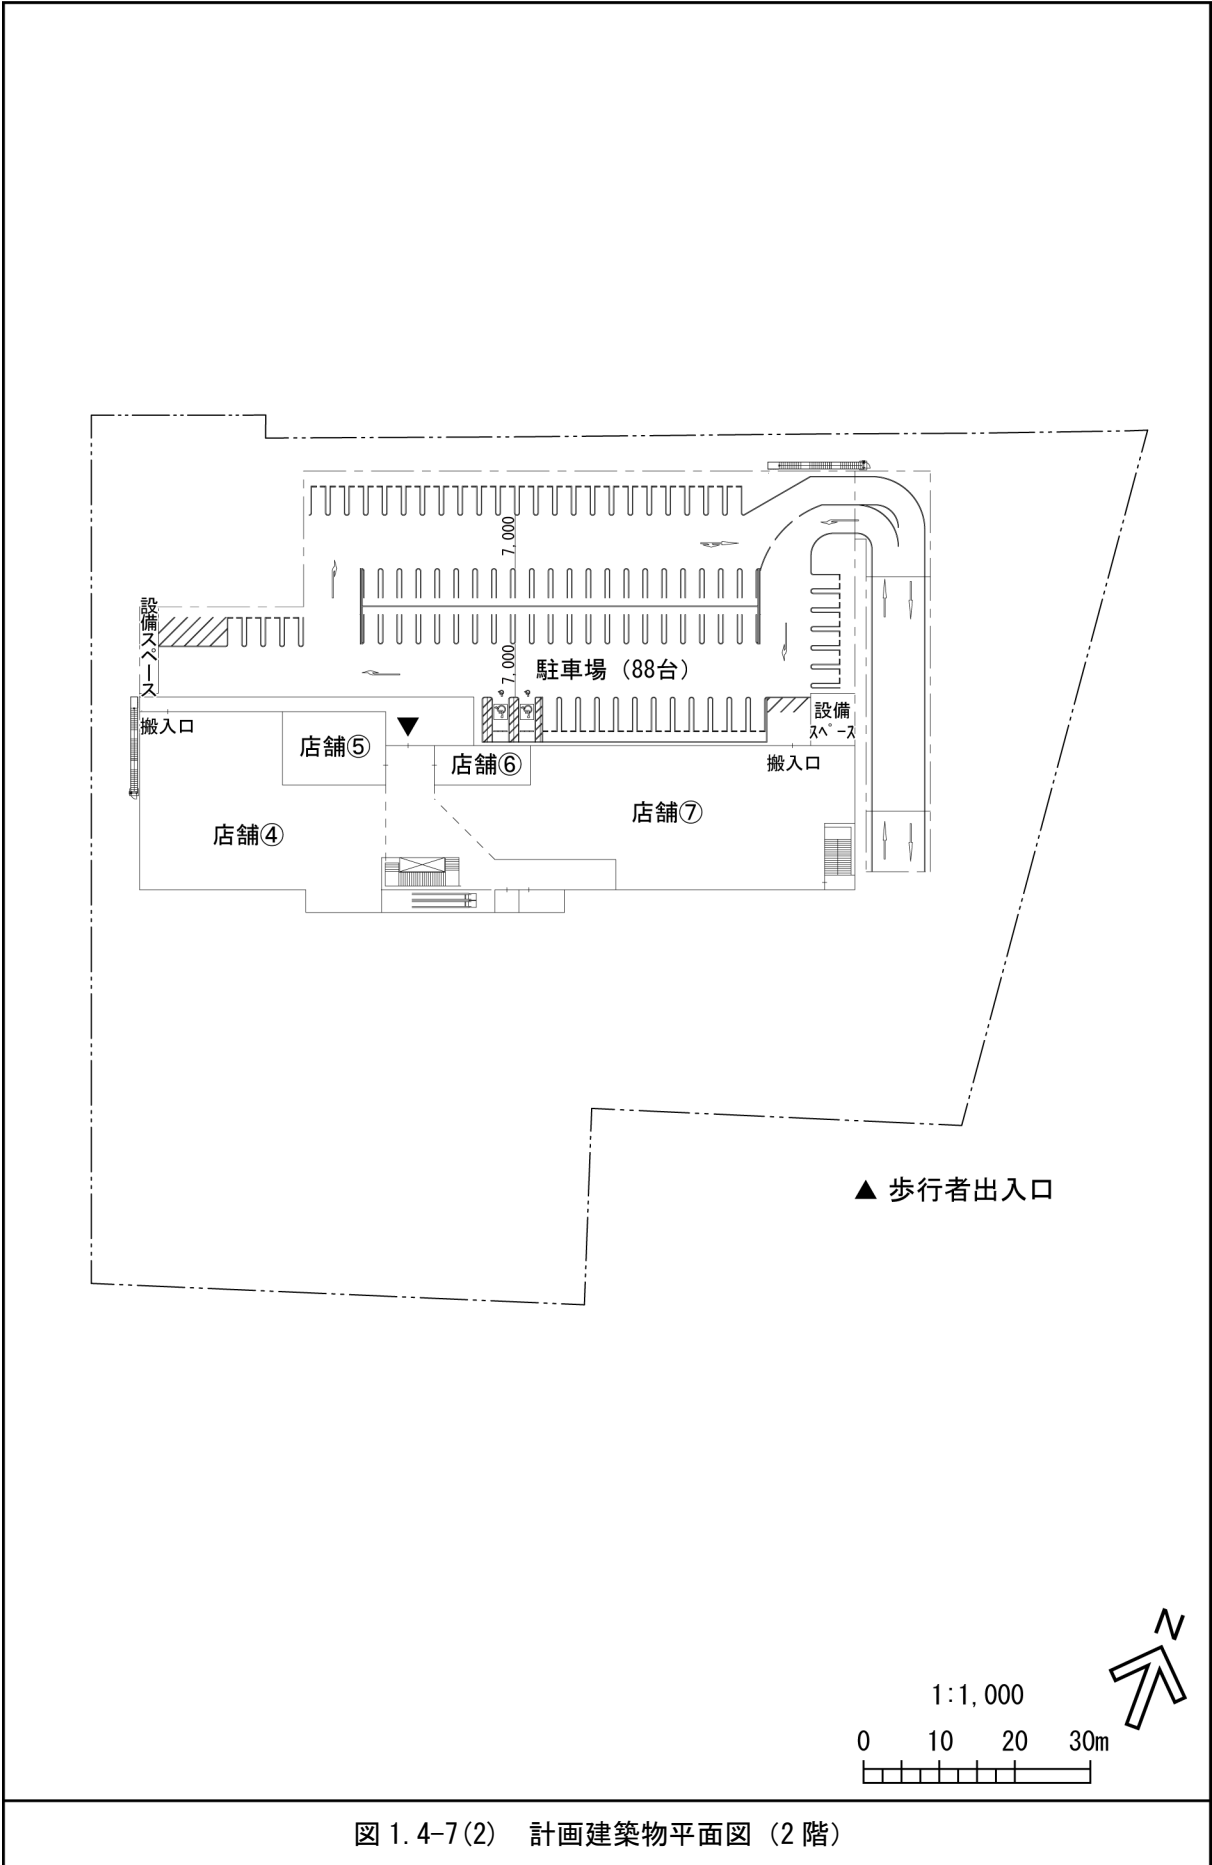 7.000
設備スペース
7.000
駐車場（88台）
設備
スペース
搬入口
店舗⑤
店舗⑥
搬入口
店舗⑦
店舗④
▲ 歩行者出入口
N
1:1,000
0 10 20 30m
図 1.4-7(2) 計画建築物平面図（2 階）